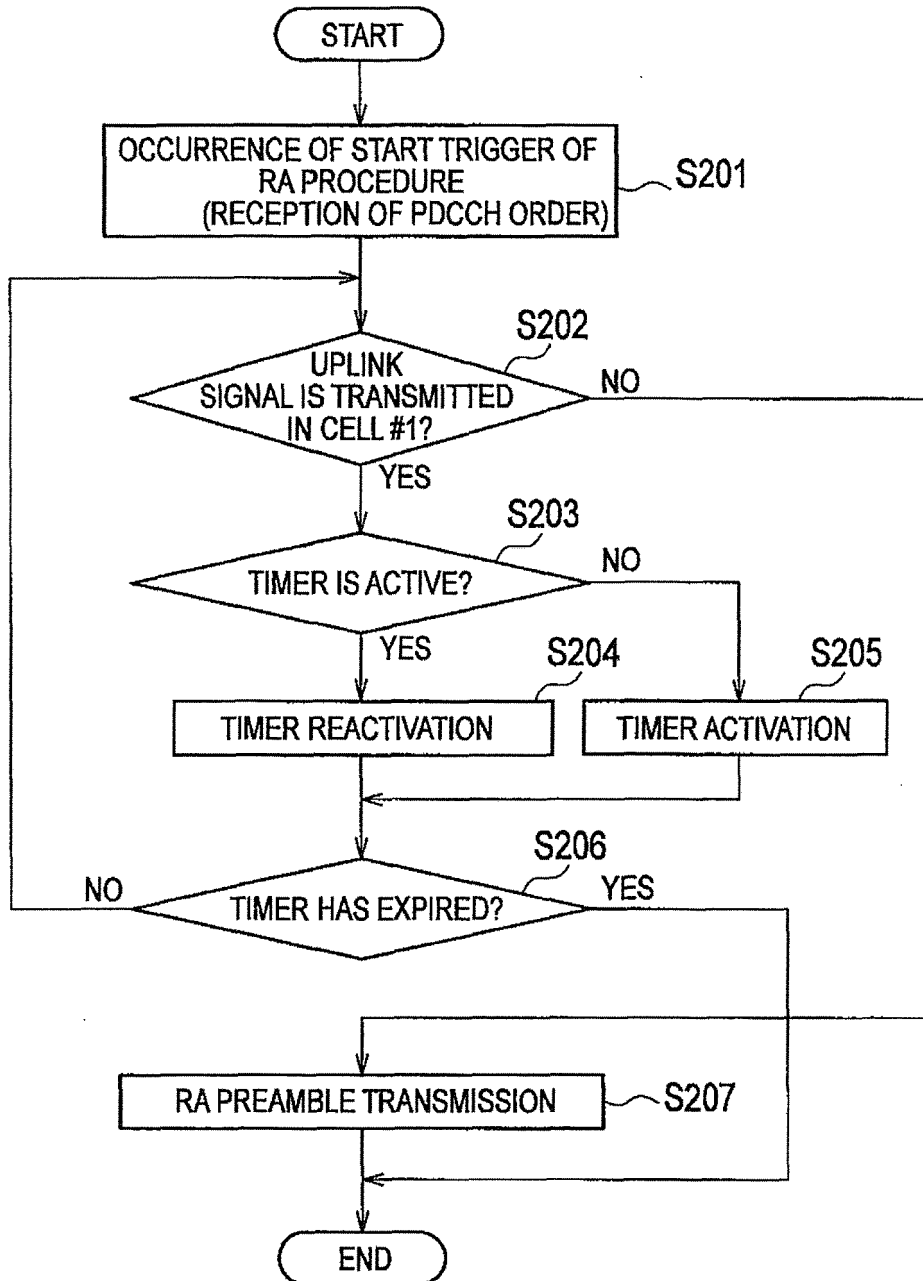 START
OCCURRENCE OF START TRIGGER OF
RA PROCEDURE
(RECEPTION OF PDCCH ORDER)
S201
S202
UPLINK
SIGNAL IS TRANSMITTED
IN CELL #1?
NO
YES
S203
TIMER IS ACTIVE?
NO
YES
S204
S205
TIMER REACTIVATION
TIMER ACTIVATION
S206
NO
TIMER HAS EXPIRED?
YES
RA PREAMBLE TRANSMISSION
S207
END